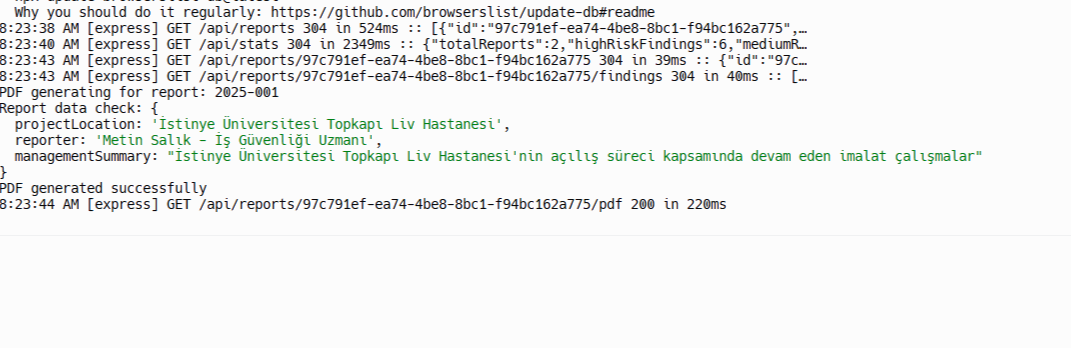 Why you should do it regularly: https://github.com/browserslist/update-db#readme
8:23:38 AM [express] GET /api/reports 304 in 524ms :: [{"id":"97c791ef-ea74-4be8-8bc1-f94bc162a775",…
8:23:40 AM [express] GET /api/stats 304 in 2349ms :: {"totalReports":2,"highRiskFindings":6,"mediumR…
8:23:43 AM [express] GET /api/reports/97c791ef-ea74-4be8-8bc1-f94bc162a775 304 in 39ms :: {"id":"97c…
8:23:43 AM [express] GET /api/reports/97c791ef-ea74-4be8-8bc1-f94bc162a775/findings 304 in 40ms :: […
PDF generating for report: 2025-001
Report data check: {
  projectLocation: 'İstinye Üniversitesi Topkapı Liv Hastanesi',
  reporter: 'Metin Salık - İş Güvenliği Uzmanı',
  managementSummary: "İstinye Üniversitesi Topkapı Liv Hastanesi'nin açılış süreci kapsamında devam eden imalat çalışmalar"
}
PDF generated successfully
8:23:44 AM [express] GET /api/reports/97c791ef-ea74-4be8-8bc1-f94bc162a775/pdf 200 in 220ms